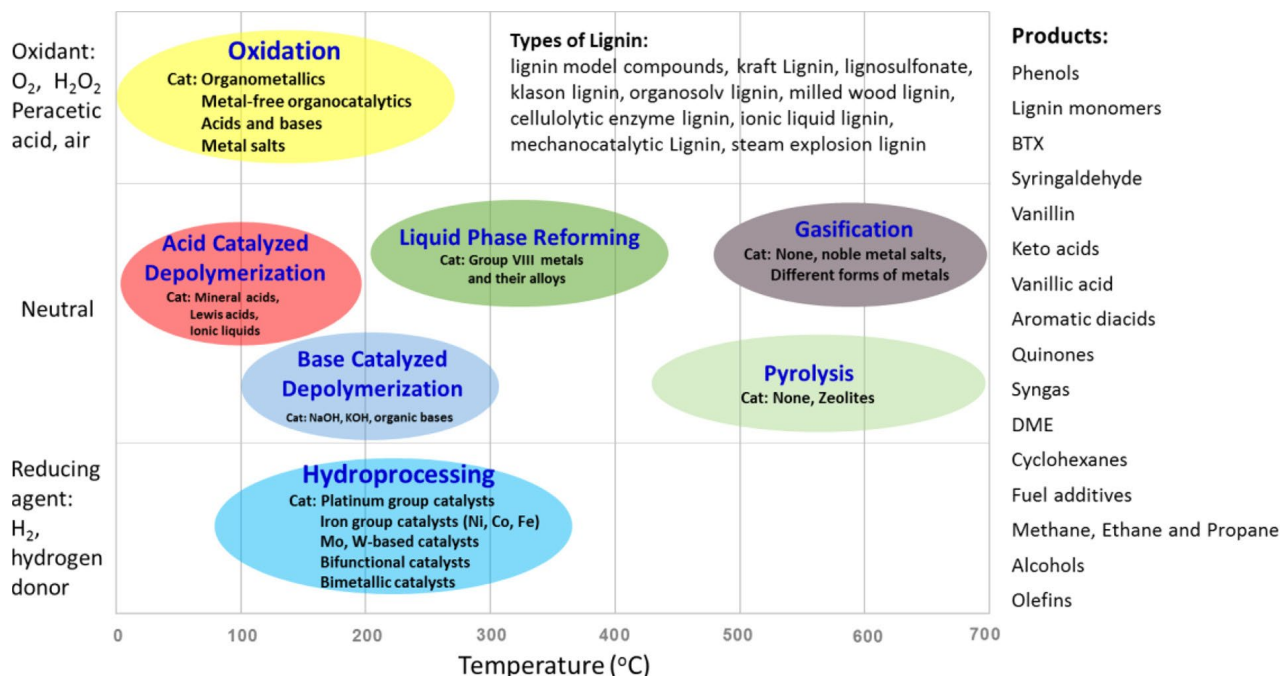 Oxidant:
O₂, H₂O₂
Peracetic
acid, air
Oxidation
Cat: Organometallics
Metal-free organocatalytics
Acids and bases
Metal salts
Types of Lignin:
lignin model compounds, kraft Lignin, lignosulfonate,
klason lignin, organosolv lignin, milled wood lignin,
cellulolytic enzyme lignin, ionic liquid lignin,
mechanocatalytic Lignin, steam explosion lignin
Neutral
Acid Catalyzed
Depolymerization
Cat: Mineral acids,
Lewis acids,
Ionic liquids
Liquid Phase Reforming
Cat: Group VIII metals
and their alloys
Gasification
Cat: None, noble metal salts,
Different forms of metals
Base Catalyzed
Depolymerization
Cat: NaOH, KOH, organic bases
Pyrolysis
Cat: None, Zeolites
Reducing
agent:
H₂,
hydrogen
donor
Hydroprocessing
Cat: Platinum group catalysts
Iron group catalysts (Ni, Co, Fe)
Mo, W-based catalysts
Bifunctional catalysts
Bimetallic catalysts
0 100 200 300 400 500 600 700
Temperature (°C)
Products:
Phenols
Lignin monomers
BTX
Syringaldehyde
Vanillin
Keto acids
Vanillic acid
Aromatic diacids
Quinones
Syngas
DME
Cyclohexanes
Fuel additives
Methane, Ethane and Propane
Alcohols
Olefins